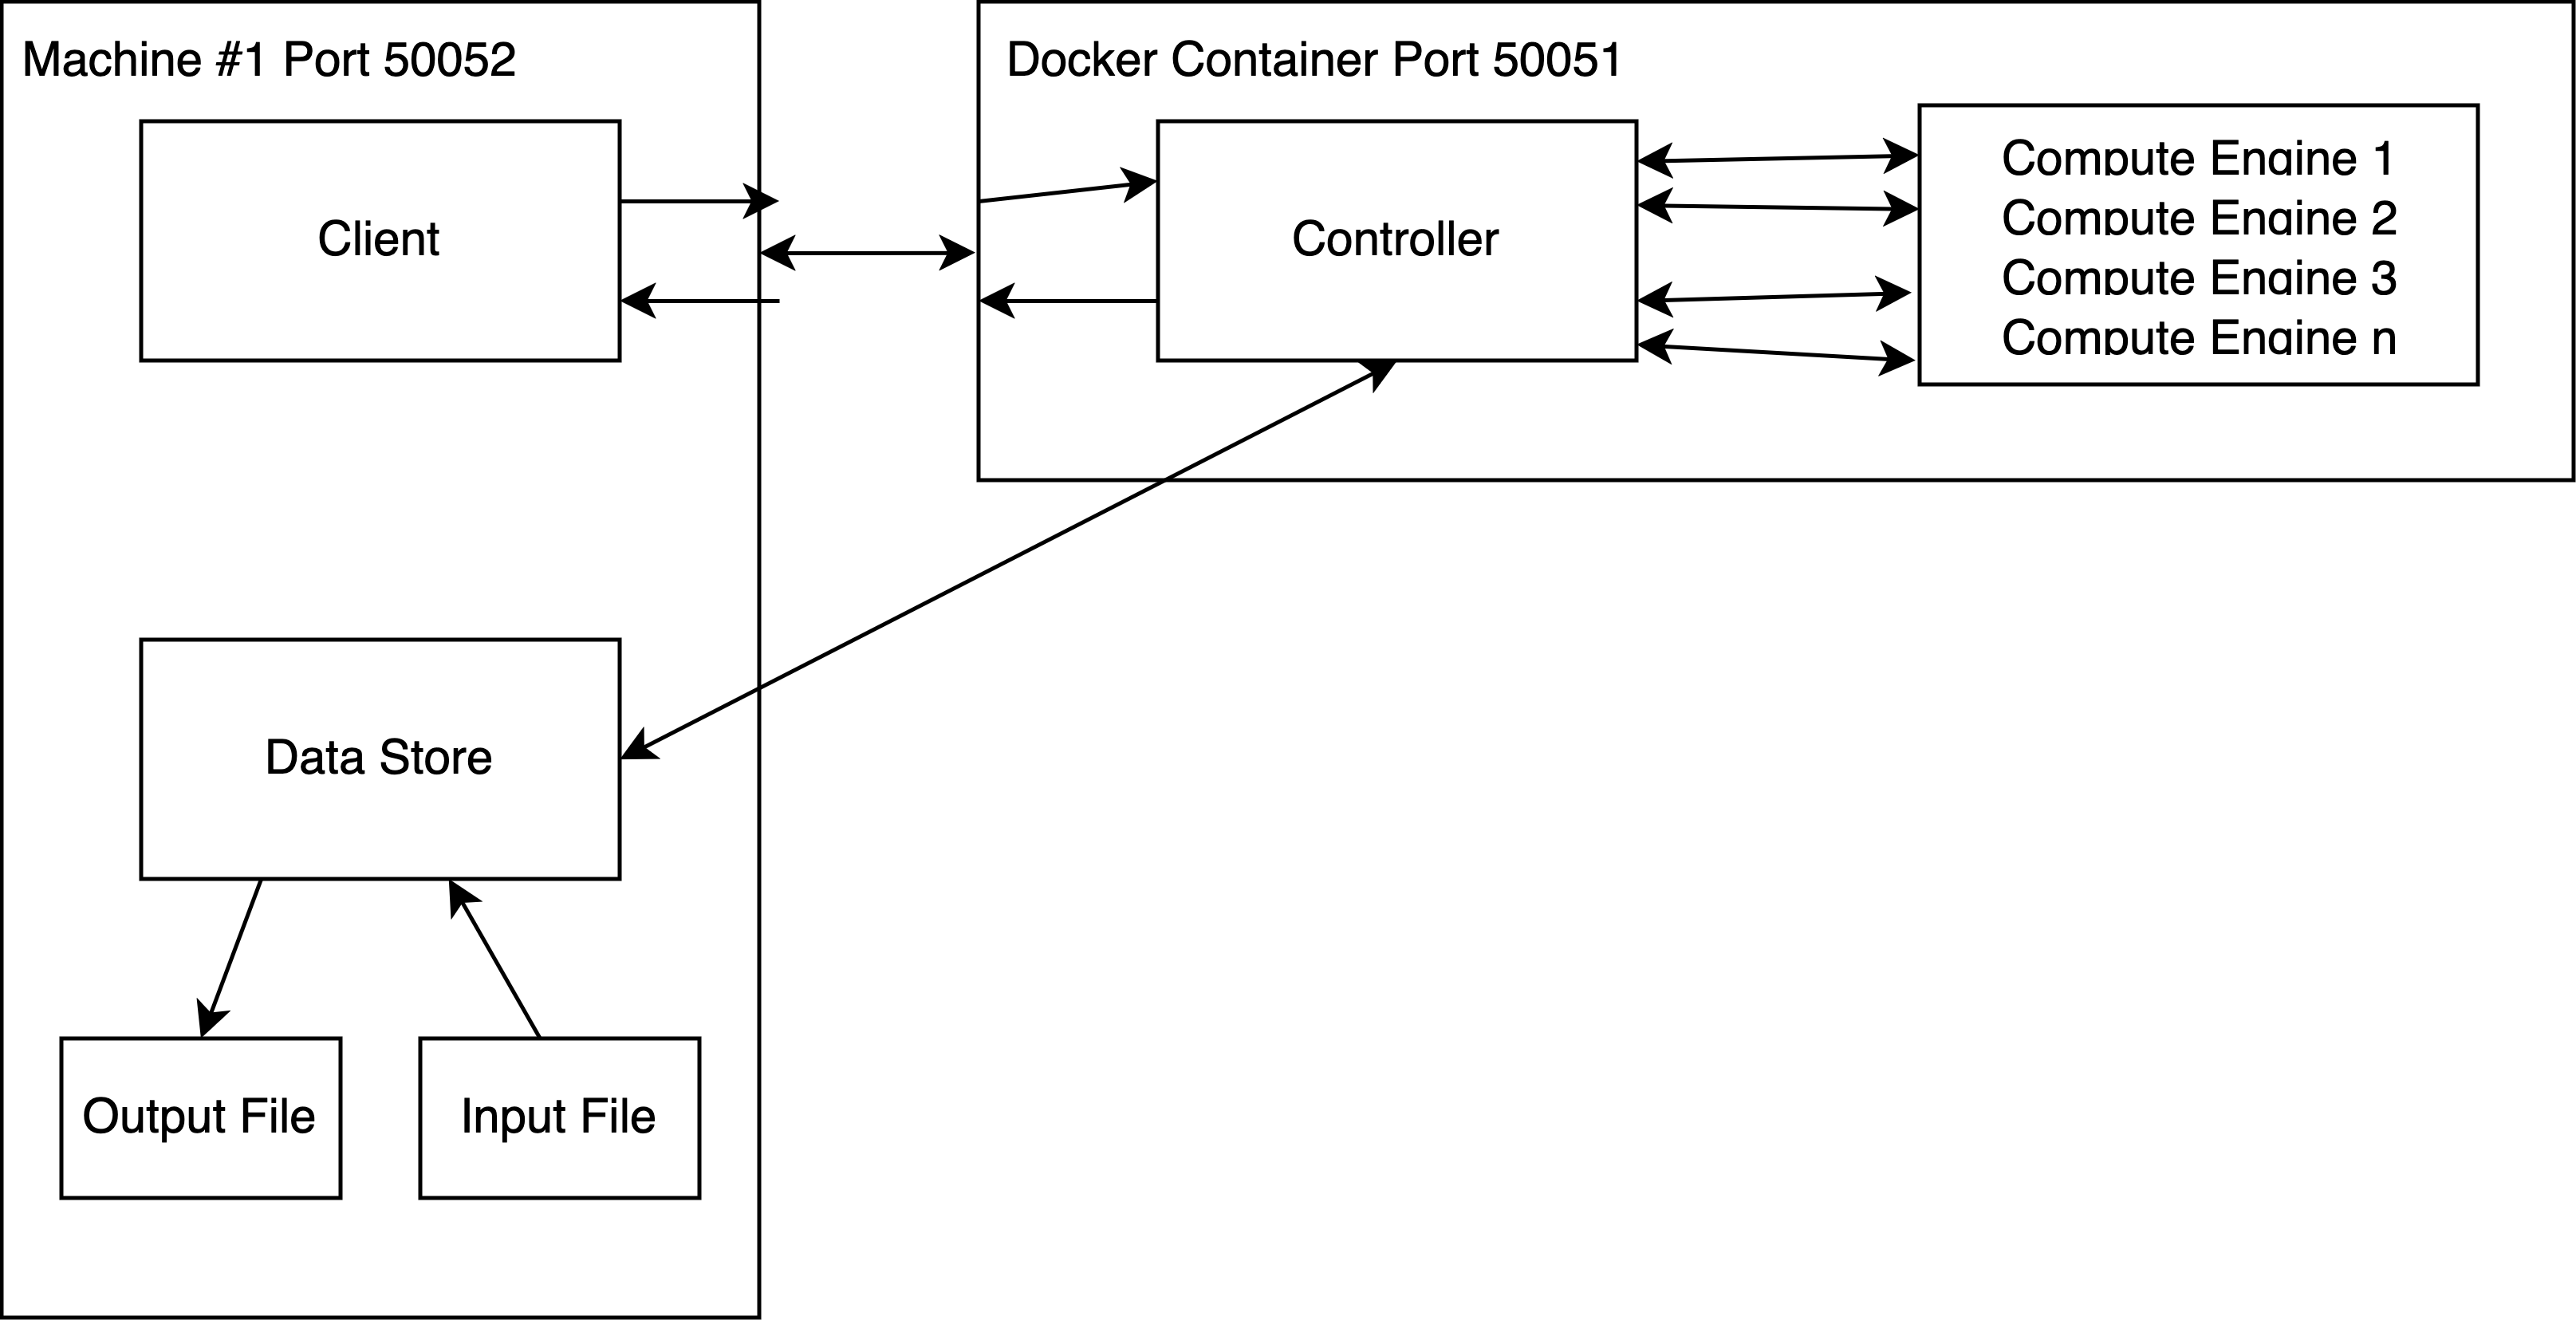 Machine #1 Port 50052
Docker Container Port 50051
Client
Controller
Compute Engine 1
Compute Engine 2
Compute Engine 3
Compute Engine n
Data Store
Output File
Input File